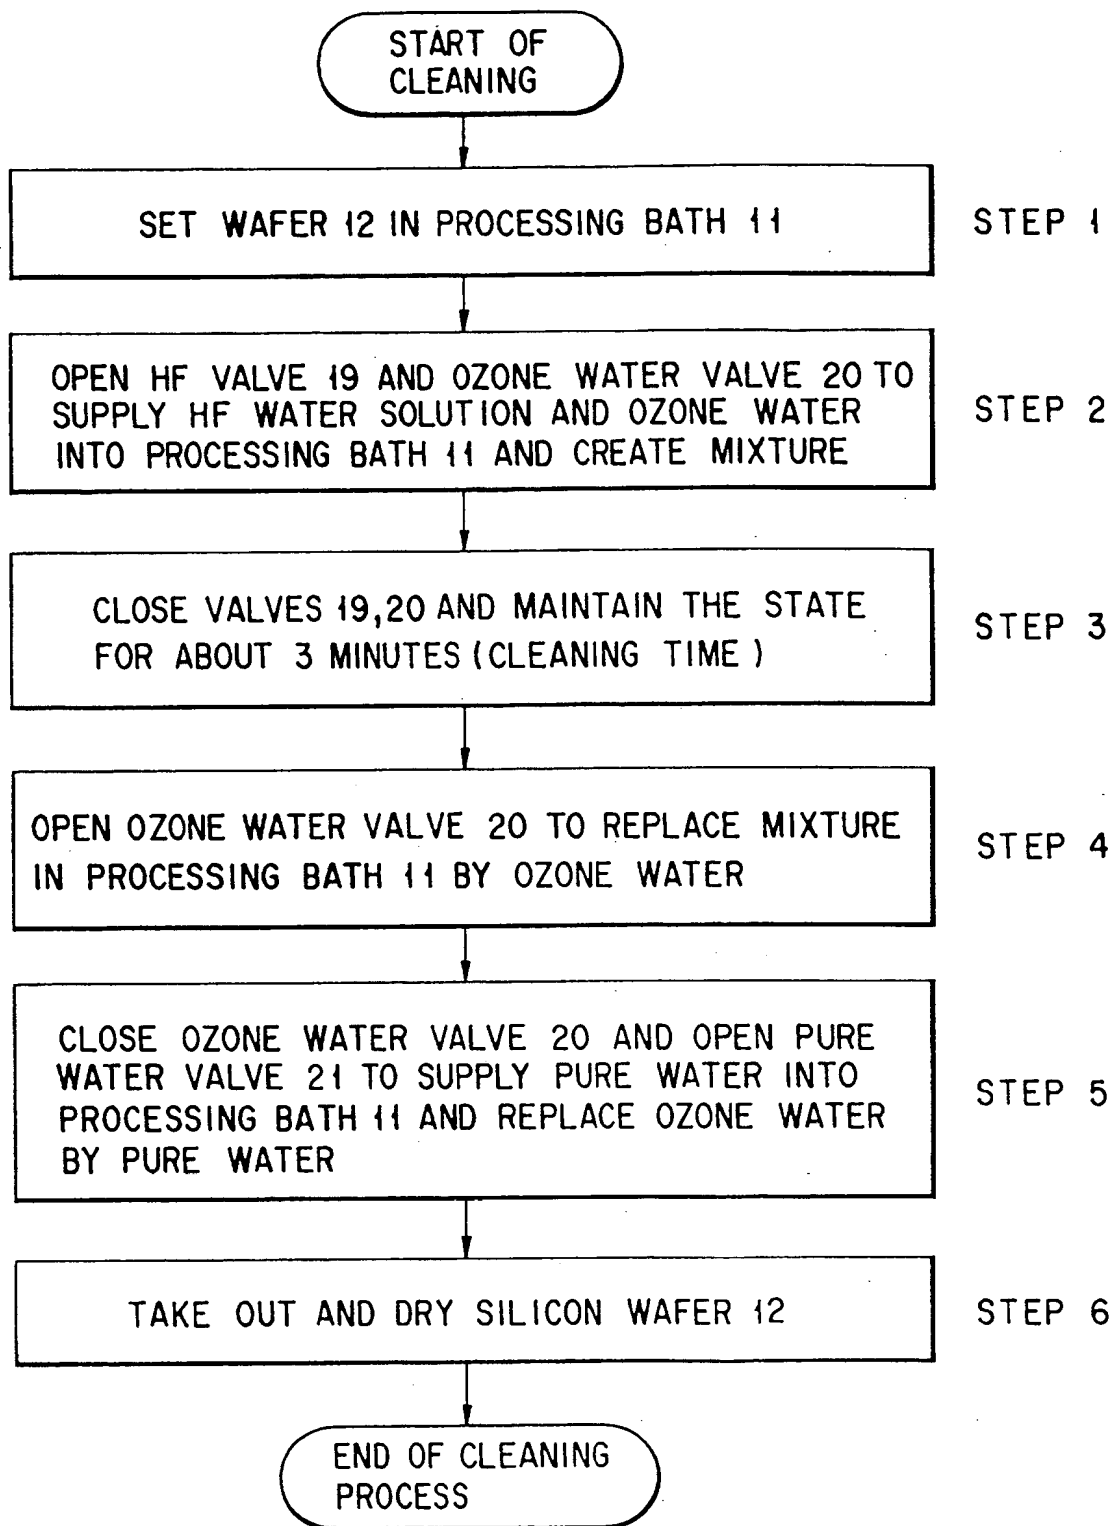 START OF
CLEANING
SET WAFER 12 IN PROCESSING BATH 11
STEP 1
OPEN HF VALVE 19 AND OZONE WATER VALVE 20 TO
SUPPLY HF WATER SOLUTION AND OZONE WATER
INTO PROCESSING BATH 11 AND CREATE MIXTURE
STEP 2
CLOSE VALVES 19,20 AND MAINTAIN THE STATE
FOR ABOUT 3 MINUTES (CLEANING TIME)
STEP 3
OPEN OZONE WATER VALVE 20 TO REPLACE MIXTURE
IN PROCESSING BATH 11 BY OZONE WATER
STEP 4
CLOSE OZONE WATER VALVE 20 AND OPEN PURE
WATER VALVE 21 TO SUPPLY PURE WATER INTO
PROCESSING BATH 11 AND REPLACE OZONE WATER
BY PURE WATER
STEP 5
TAKE OUT AND DRY SILICON WAFER 12
STEP 6
END OF CLEANING
PROCESS